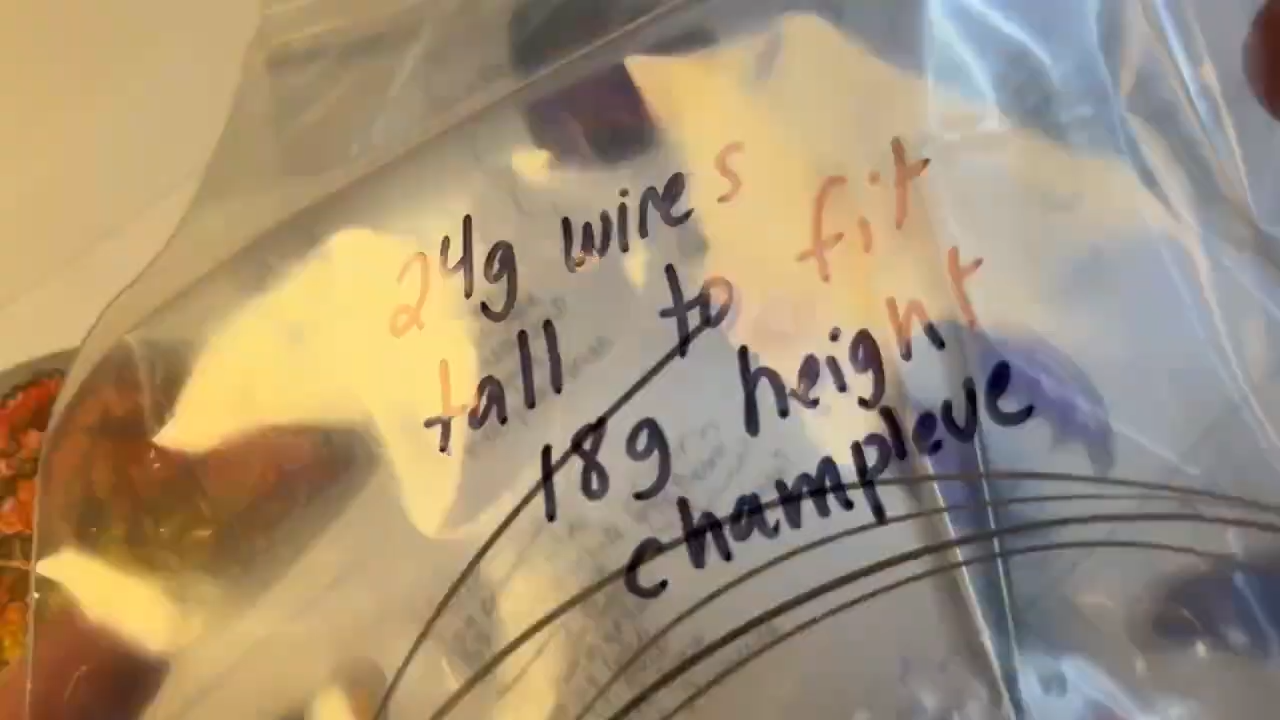 24g wires
tall to fit
18g height
champleve